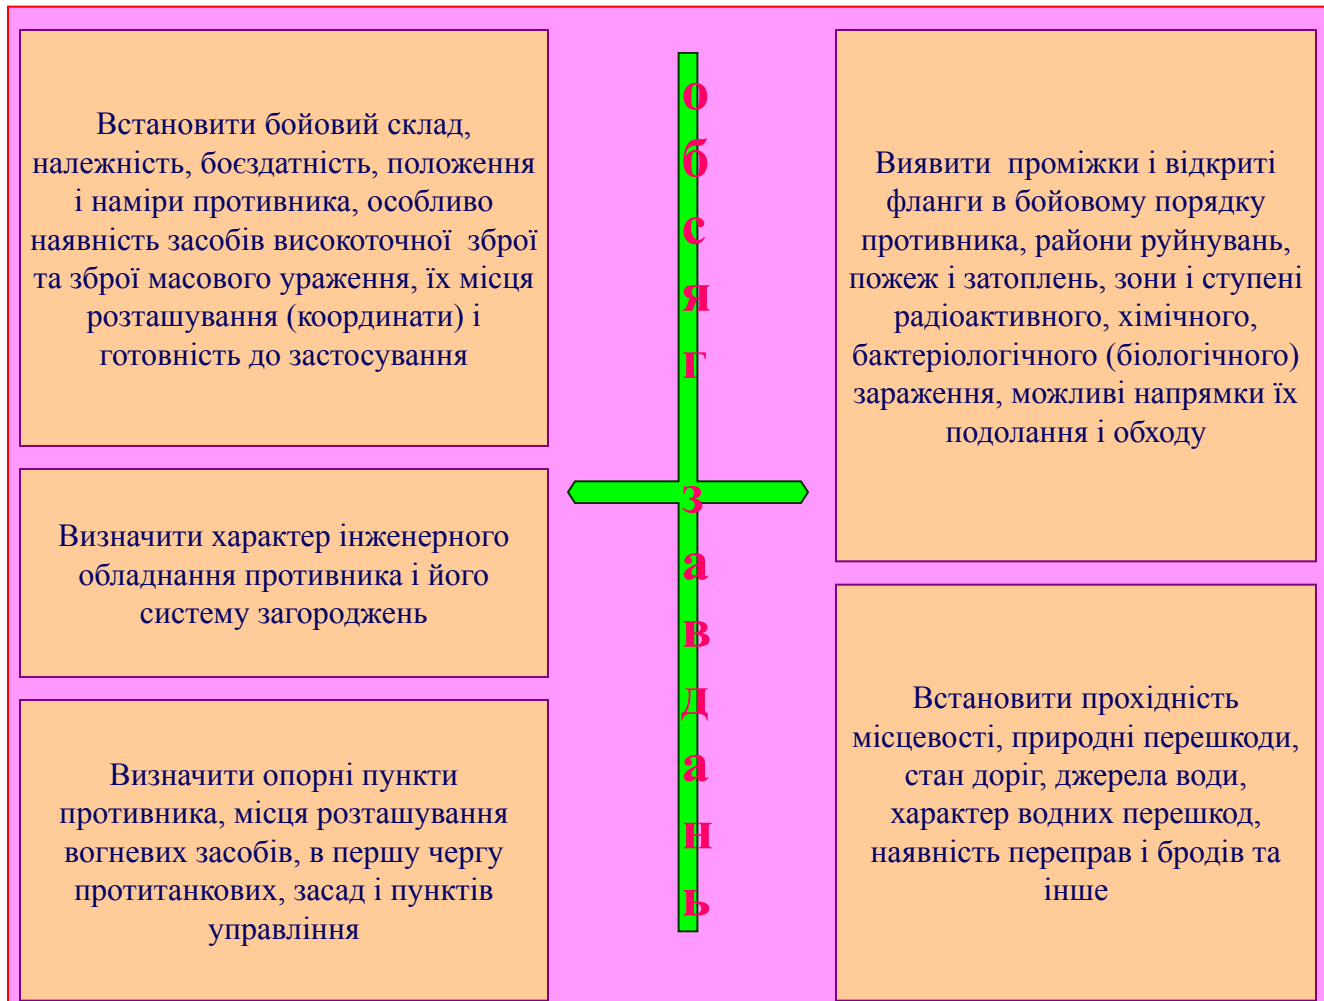 Встановити бойовий склад,
належність, боєздатність, положення
і наміри противника, особливо
наявність засобів високоточної зброї
та зброї масового ураження, їх місця
розташування (координати) і
готовність до застосування
Визначити характер інженерного
обладнання противника і його
систему загороджень
Визначити опорні пункти
противника, місця розташування
вогневих засобів, в першу чергу
протитанкових, засад і пунктів
управління
о
б
с
я
г
з
а
в
д
а
н
ь
Виявити проміжки і відкриті
фланги в бойовому порядку
противника, райони руйнувань,
пожеж і затоплень, зони і ступені
радіоактивного, хімічного,
бактеріологічного (біологічного)
зараження, можливі напрямки їх
подолання і обходу
Встановити прохідність
місцевості, природні перешкоди,
стан доріг, джерела води,
характер водних перешкод,
наявність переправ і бродів та
інше